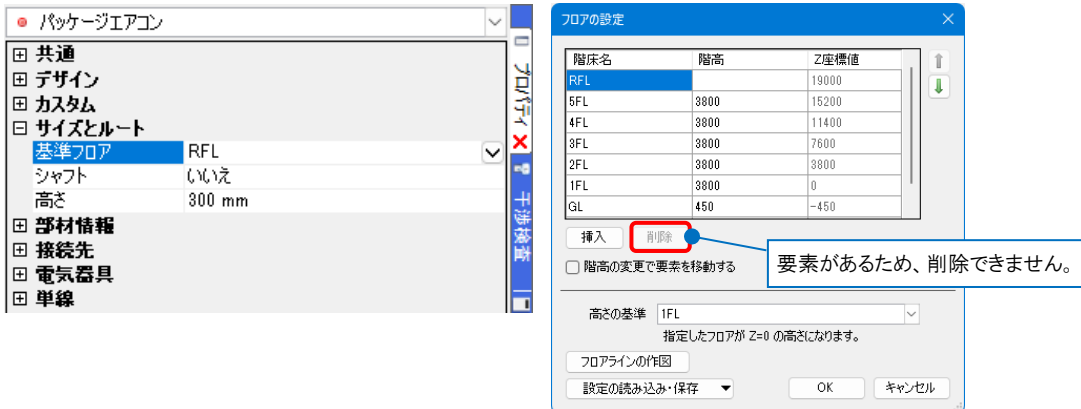 パッケージエアコン
共通
デザイン
カスタム
サイズとルート
基準フロア RFL
シャフト いいえ
高さ 300 mm
部材情報
接続先
電気器具
単線
プロパティ
干渉検査
フロアの設定
階床名 階高 Z座標値
RFL 19000
5FL 3800 15200
4FL 3800 11400
3FL 3800 7600
2FL 3800 3800
1FL 3800 0
GL 450 -450
挿入 削除
要素があるため、削除できません。
階高の変更で要素を移動する
高さの基準 1FL
指定したフロアが Z=0 の高さになります。
フロアラインの作図
設定の読み込み・保存 OK キャンセル